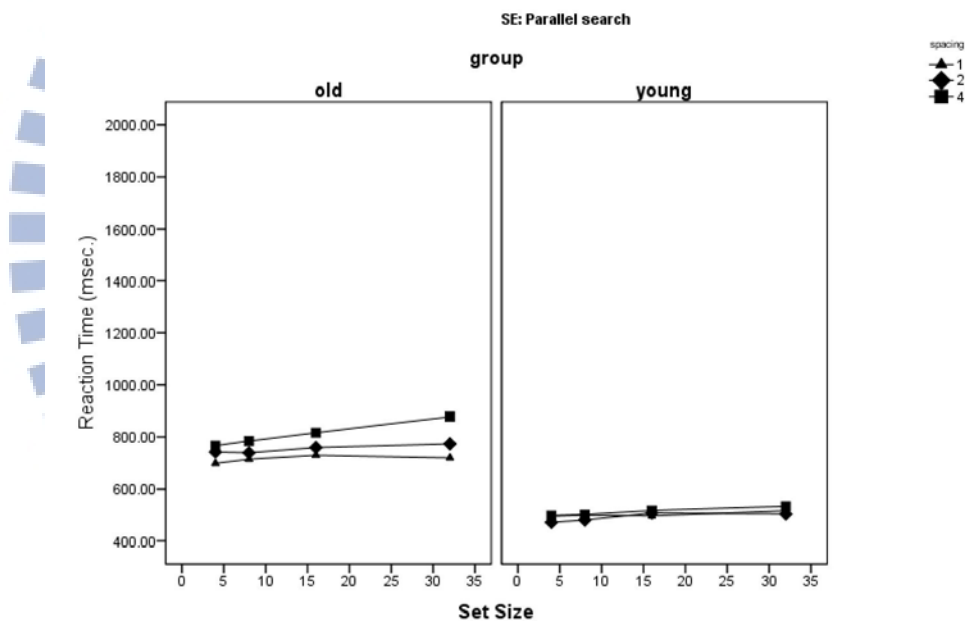 SE: Parallel search
group
old
young
spacing
1
2
4
Reaction Time (msec.)
2000.00
1800.00
1600.00
1400.00
1200.00
1000.00
800.00
600.00
400.00
0 5 10 15 20 25 30 35
0 5 10 15 20 25 30 35
Set Size